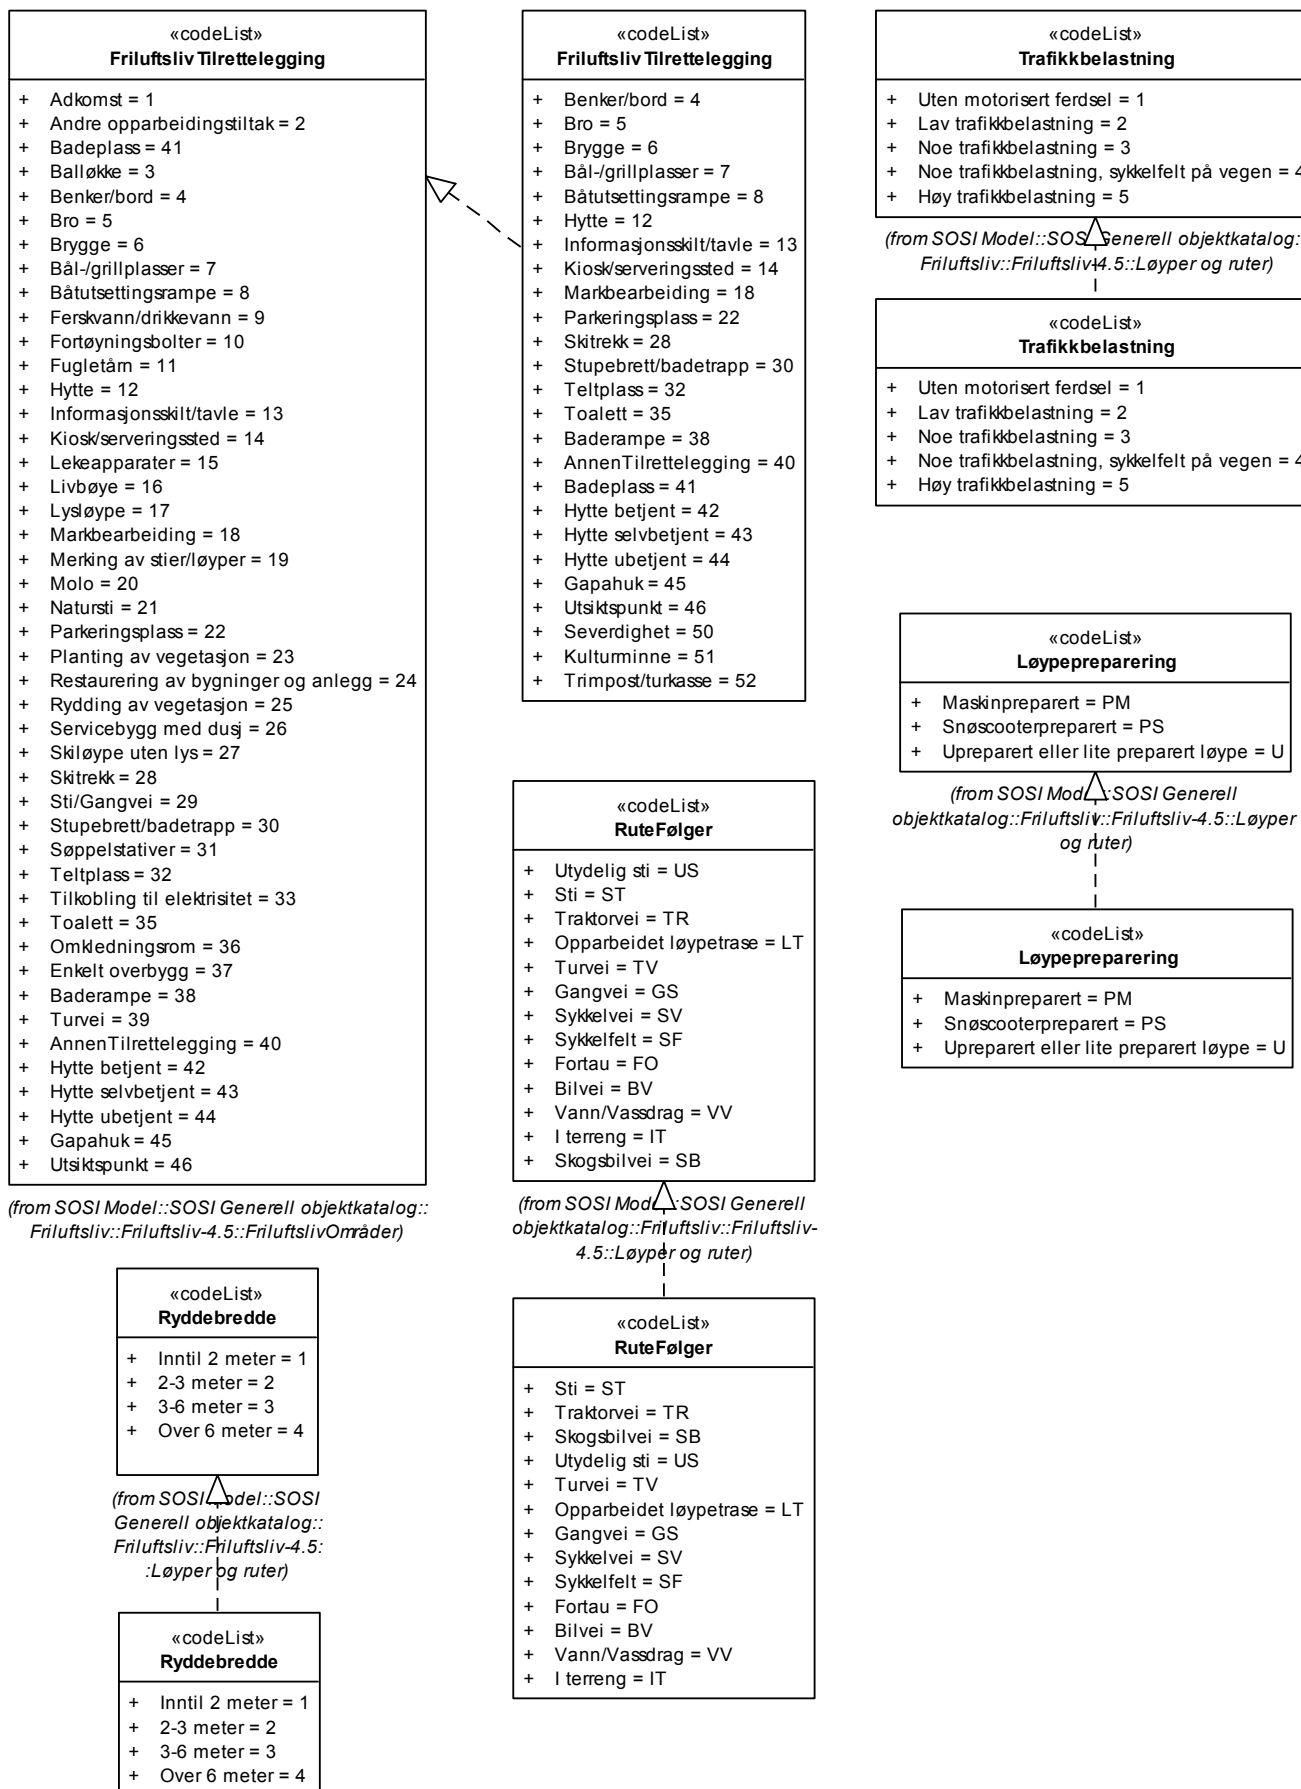 «codeList»
Friluftsliv Tilrettelegging
+ Adkomst = 1
+ Andre opparbeidingstiltak = 2
+ Badeplass = 41
+ Balløkke = 3
+ Benker/bord = 4
+ Bro = 5
+ Brygge = 6
+ Bål-/grillplasser = 7
+ Båtutsettingsrampe = 8
+ Ferskvann/drikkevann = 9
+ Fortøyningsbolter = 10
+ Fugletårn = 11
+ Hytte = 12
+ Informasjonsskilt/tavle = 13
+ Kiosk/serveringssted = 14
+ Lekeapparater = 15
+ Livbøye = 16
+ Lysløype = 17
+ Markbearbeiding = 18
+ Merking av stier/løyper = 19
+ Molo = 20
+ Natursti = 21
+ Parkeringsplass = 22
+ Planting av vegetasjon = 23
+ Restaurering av bygninger og anlegg = 24
+ Rydding av vegetasjon = 25
+ Servicebygg med dusj = 26
+ Skiløype uten lys = 27
+ Skitrekk = 28
+ Sti/Gangvei = 29
+ Stupebrett/badetrapp = 30
+ Søppelstativer = 31
+ Teltplass = 32
+ Tilkobling til elektrisitet = 33
+ Toalett = 35
+ Omkledningsrom = 36
+ Enkelt overbygg = 37
+ Baderampe = 38
+ Turvei = 39
+ AnnenTilrettelegging = 40
+ Hytte betjent = 42
+ Hytte selvbetjent = 43
+ Hytte ubetjent = 44
+ Gapahuk = 45
+ Utsiktspunkt = 46
(from SOSI Model::SOSI Generell objektkatalog::
Friluftsliv::Friluftsliv-4.5::FriluftslivOmråder)
«codeList»
Friluftsliv Tilrettelegging
+ Benker/bord = 4
+ Bro = 5
+ Brygge = 6
+ Bål-/grillplasser = 7
+ Båtutsettingsrampe = 8
+ Hytte = 12
+ Informasjonsskilt/tavle = 13
+ Kiosk/serveringssted = 14
+ Markbearbeiding = 18
+ Parkeringsplass = 22
+ Skitrekk = 28
+ Stupebrett/badetrapp = 30
+ Teltplass = 32
+ Toalett = 35
+ Baderampe = 38
+ AnnenTilrettelegging = 40
+ Badeplass = 41
+ Hytte betjent = 42
+ Hytte selvbetjent = 43
+ Hytte ubetjent = 44
+ Gapahuk = 45
+ Utsiktspunkt = 46
+ Severdighet = 50
+ Kulturminne = 51
+ Trimpost/turkasse = 52
«codeList»
Trafikkbelastning
+ Uten motorisert ferdsel = 1
+ Lav trafikkbelastning = 2
+ Noe trafikkbelastning = 3
+ Noe trafikkbelastning, sykkelfelt på vegen = 4
+ Høy trafikkbelastning = 5
(from SOSI Model::SOSI Generell objektkatalog::
Friluftsliv::Friluftsliv-4.5::Løyper og ruter)
«codeList»
Trafikkbelastning
+ Uten motorisert ferdsel = 1
+ Lav trafikkbelastning = 2
+ Noe trafikkbelastning = 3
+ Noe trafikkbelastning, sykkelfelt på vegen = 4
+ Høy trafikkbelastning = 5
«codeList»
Løypepreparering
+ Maskinpreparert = PM
+ Snøscooterpreparert = PS
+ Upreparert eller lite preparert løype = U
(from SOSI Model::SOSI Generell
objektkatalog::Friluftsliv::Friluftsliv-4.5::Løyper
og ruter)
«codeList»
Løypepreparering
+ Maskinpreparert = PM
+ Snøscooterpreparert = PS
+ Upreparert eller lite preparert løype = U
«codeList»
RuteFølger
+ Utydelig sti = US
+ Sti = ST
+ Traktorvei = TR
+ Opparbeidet løypetrase = LT
+ Turvei = TV
+ Gangvei = GS
+ Sykkelvei = SV
+ Sykkelfelt = SF
+ Fortau = FO
+ Bilvei = BV
+ Vann/Vassdrag = VV
+ I terreng = IT
+ Skogsbilvei = SB
(from SOSI Model::SOSI Generell
objektkatalog::Friluftsliv::Friluftsliv-
4.5::Løyper og ruter)
«codeList»
RuteFølger
+ Sti = ST
+ Traktorvei = TR
+ Skogsbilvei = SB
+ Utydelig sti = US
+ Turvei = TV
+ Opparbeidet løypetrase = LT
+ Gangvei = GS
+ Sykkelvei = SV
+ Sykkelfelt = SF
+ Fortau = FO
+ Bilvei = BV
+ Vann/Vassdrag = VV
+ I terreng = IT
«codeList»
Ryddebredde
+ Inntil 2 meter = 1
+ 2-3 meter = 2
+ 3-6 meter = 3
+ Over 6 meter = 4
(from SOSI Model::SOSI
Generell objektkatalog::
Friluftsliv::Friluftsliv-4.5:
:Løyper og ruter)
«codeList»
Ryddebredde
+ Inntil 2 meter = 1
+ 2-3 meter = 2
+ 3-6 meter = 3
+ Over 6 meter = 4